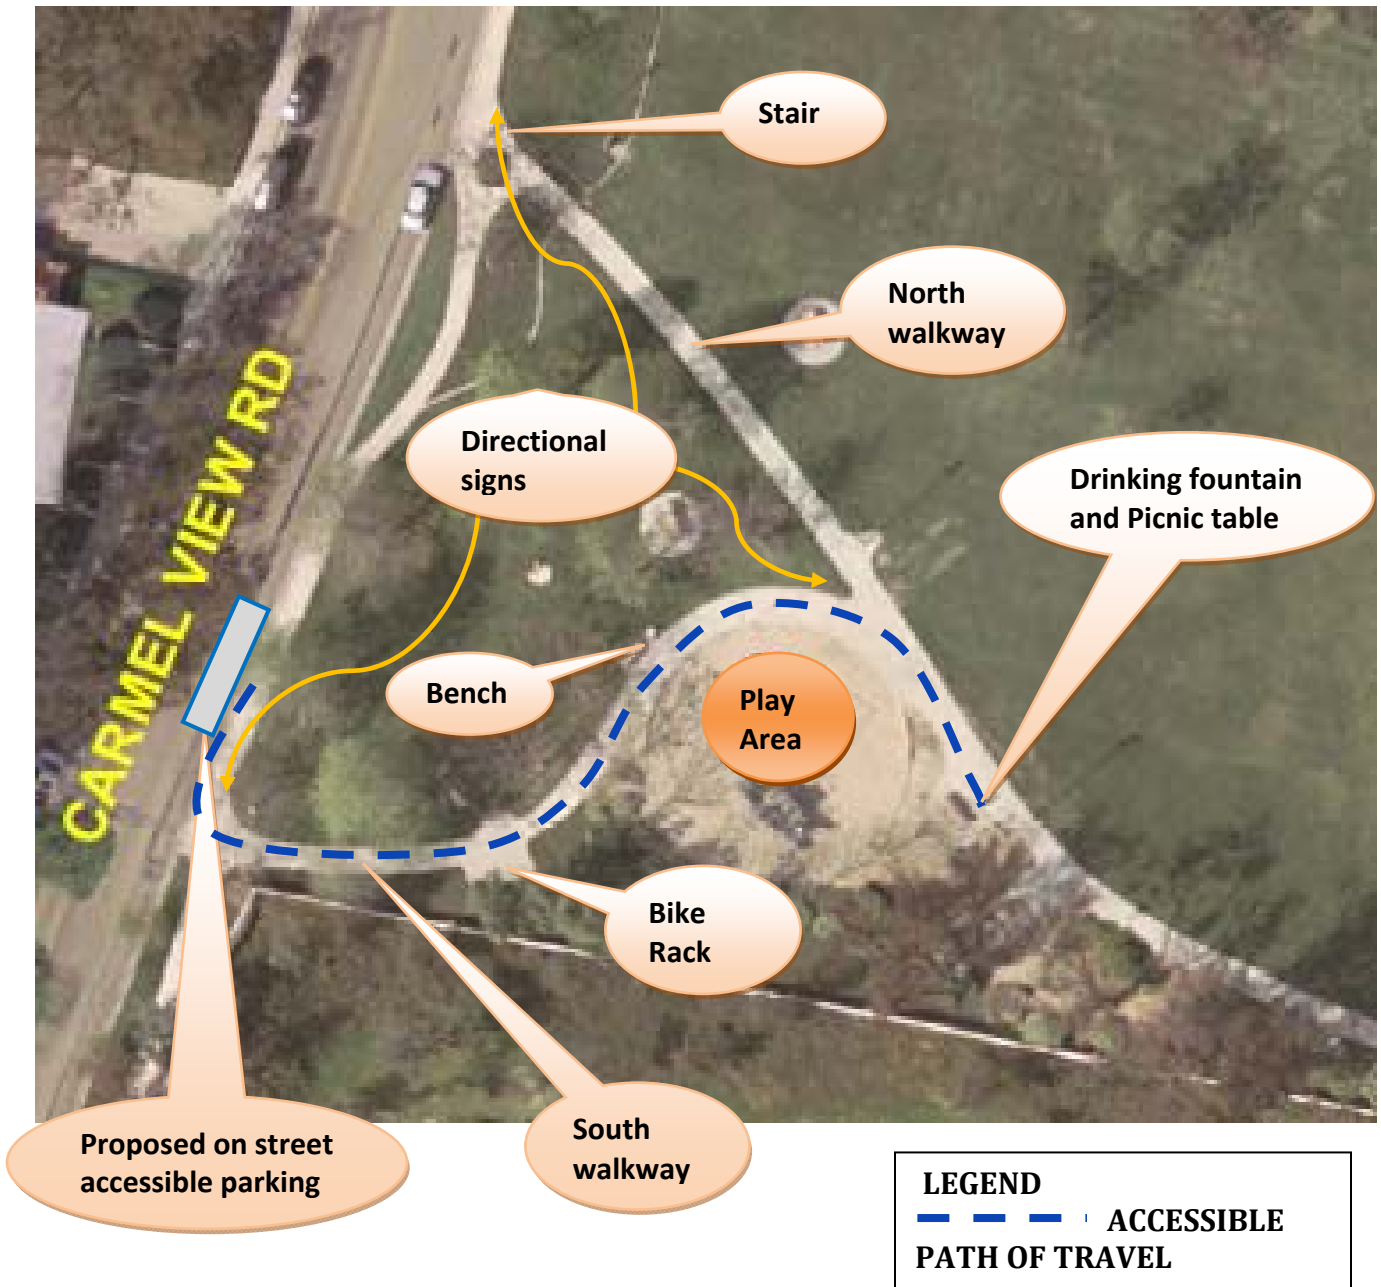 Stair
North
walkway
Directional
signs
Drinking fountain
and Picnic table
CARMEL VIEW RD
Bench
Play
Area
Bike
Rack
South
walkway
Proposed on street
accessible parking
LEGEND
ACCESSIBLE
PATH OF TRAVEL